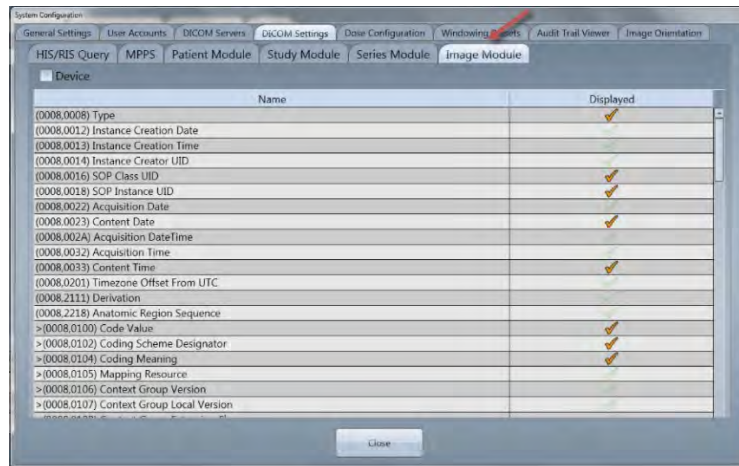 System Configuration
General Settings User Accounts DICOM Servers DICOM Settings Dose Configuration Windowing Audit Trail Viewer Image Orientation
HIS/RIS Query MPPS Patient Module Study Module Series Module Image Module
Device
Name Displayed
(0008,0008) Type
(0008,0012) Instance Creation Date
(0008,0013) Instance Creation Time
(0008,0014) Instance Creator UID
(0008,0016) SOP Class UID
(0008,0018) SOP Instance UID
(0008,0022) Acquisition Date
(0008,0023) Content Date
(0008,002A) Acquisition DateTime
(0008,0032) Acquisition Time
(0008,0033) Content Time
(0008,0201) Timezone Offset From UTC
(0008,2111) Derivation
(0008,2218) Anatomic Region Sequence
>(0008,0100) Code Value
>(0008,0102) Coding Scheme Designator
>(0008,0104) Coding Meaning
>(0008,0105) Mapping Resource
>(0008,0106) Context Group Version
>(0008,0107) Context Group Local Version
Close